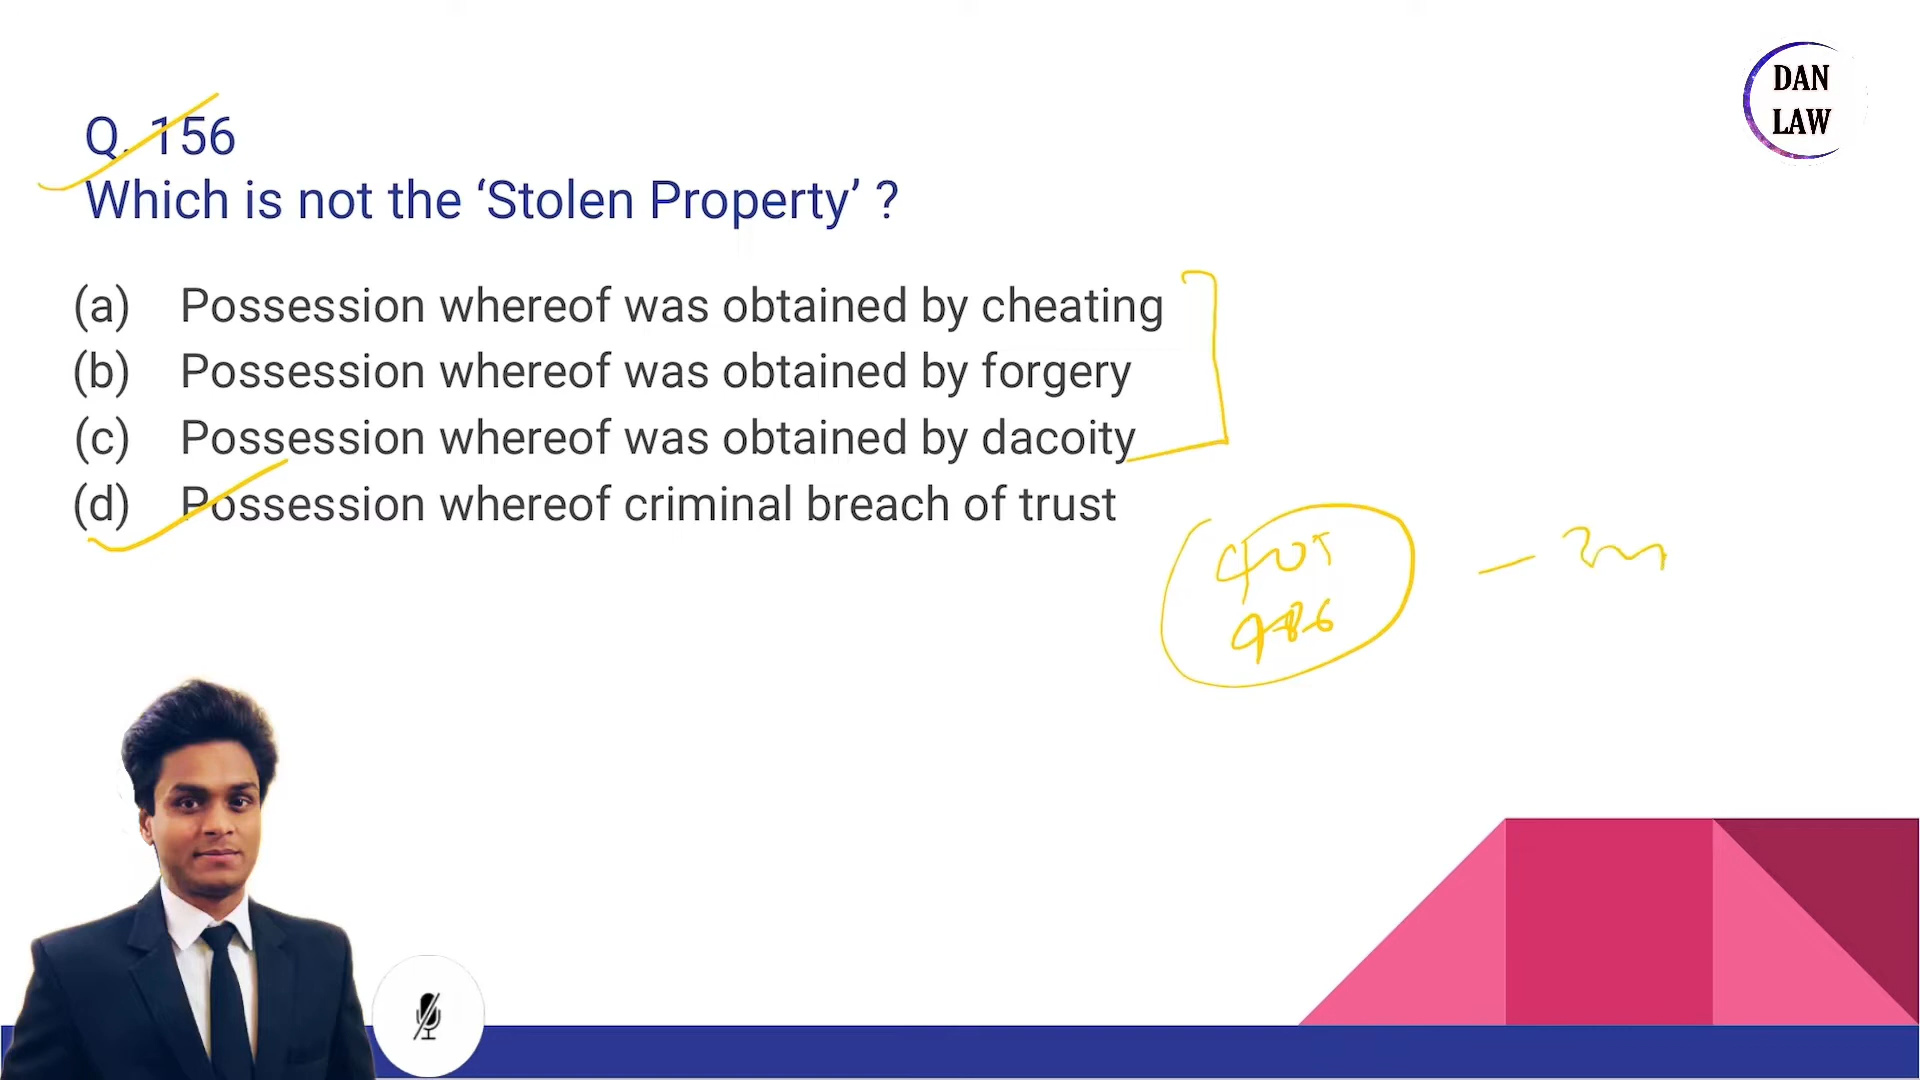 DAN
LAW
Q. 156
Which is not the ‘Stolen Property’ ?
(a) Possession whereof was obtained by cheating
(b) Possession whereof was obtained by forgery
(c) Possession whereof was obtained by dacoity
(d) Possession whereof criminal breach of trust
405